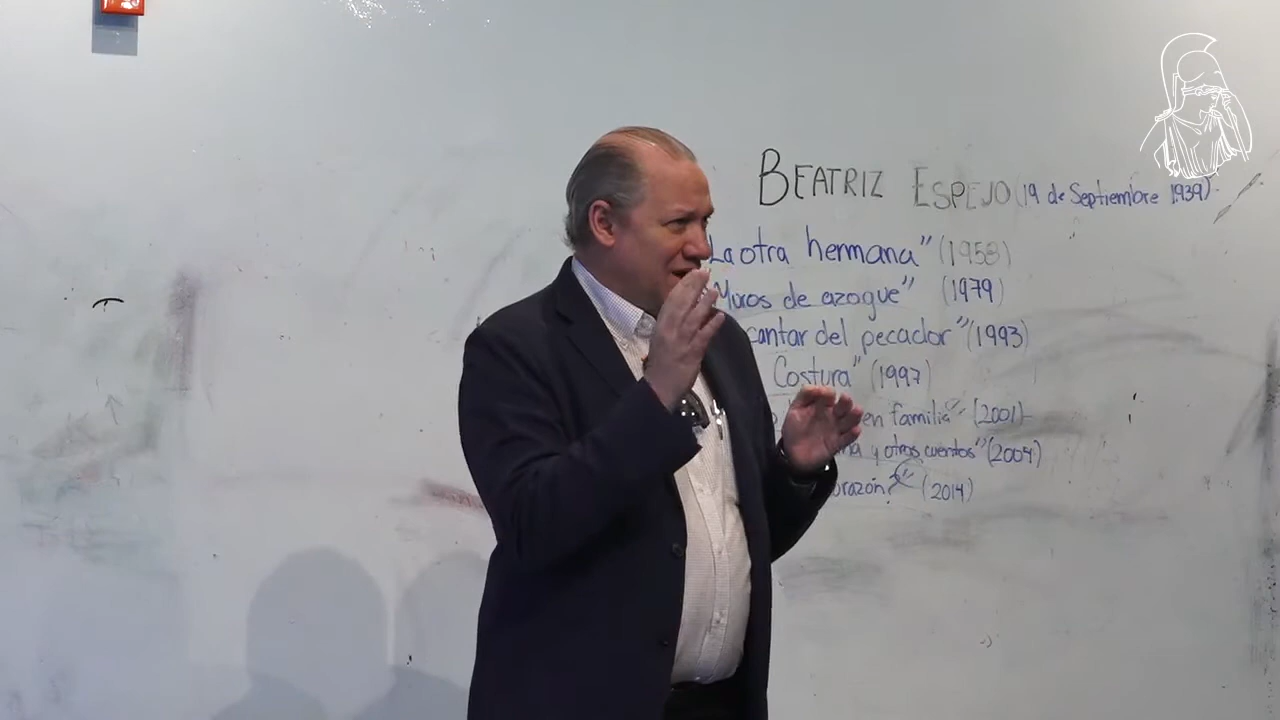 BEATRIZ ESPEJO (19 de Septiembre 1939)
La otra hermana" (1958)
Muros de azogue" (1979)
cantar del pecador" (1993)
Costura" (1997)
en familia" (2001)
y otros cuentos" (2004)
(2014)